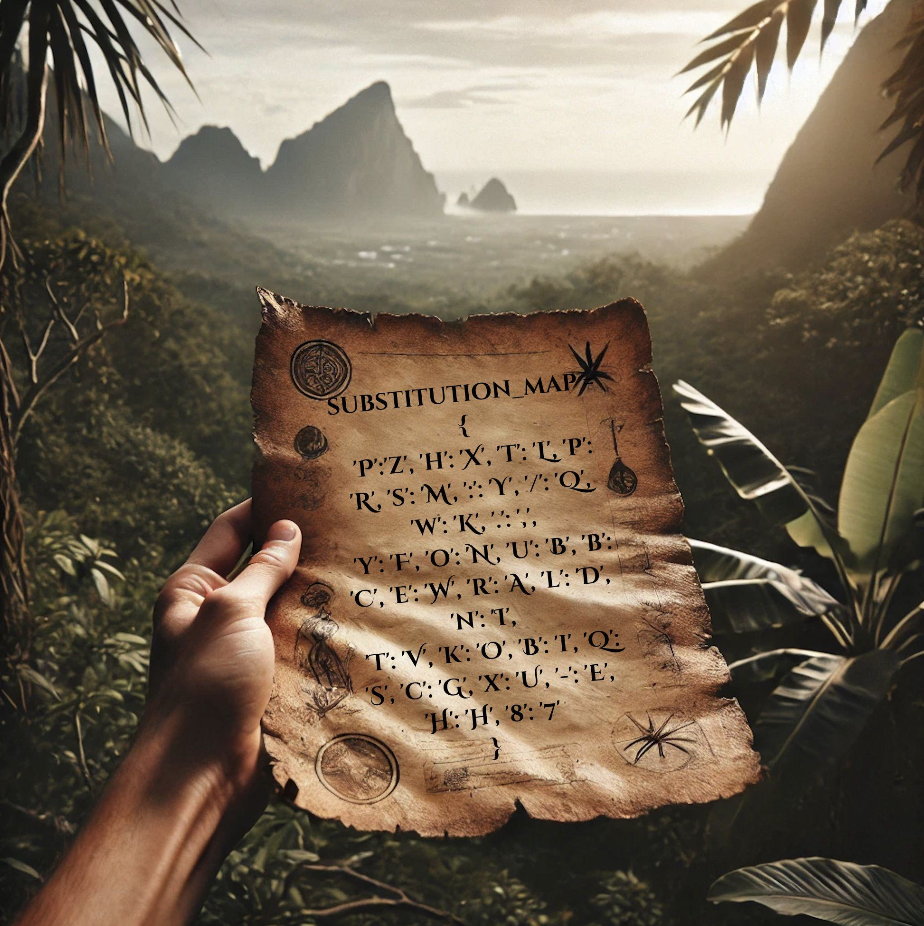 SUBSTITUTION_MAP
{
'P':'Z', 'H': 'X', 'T': 'L', 'P':
'R', 'S': 'M', ':': 'Y', '/': 'Q',
'W': 'K', '.': ',',
'Y': 'F', 'O': 'N', 'U': 'B', 'B':
'C', 'E': 'W', 'R': 'A', 'L': 'D',
'N': 'T',
'T': 'V, 'K': 'O', 'B': 'I', 'Q':
'S', 'C': 'G', 'X': 'U', '-': 'E',
'H': 'H', '8': '7'
}